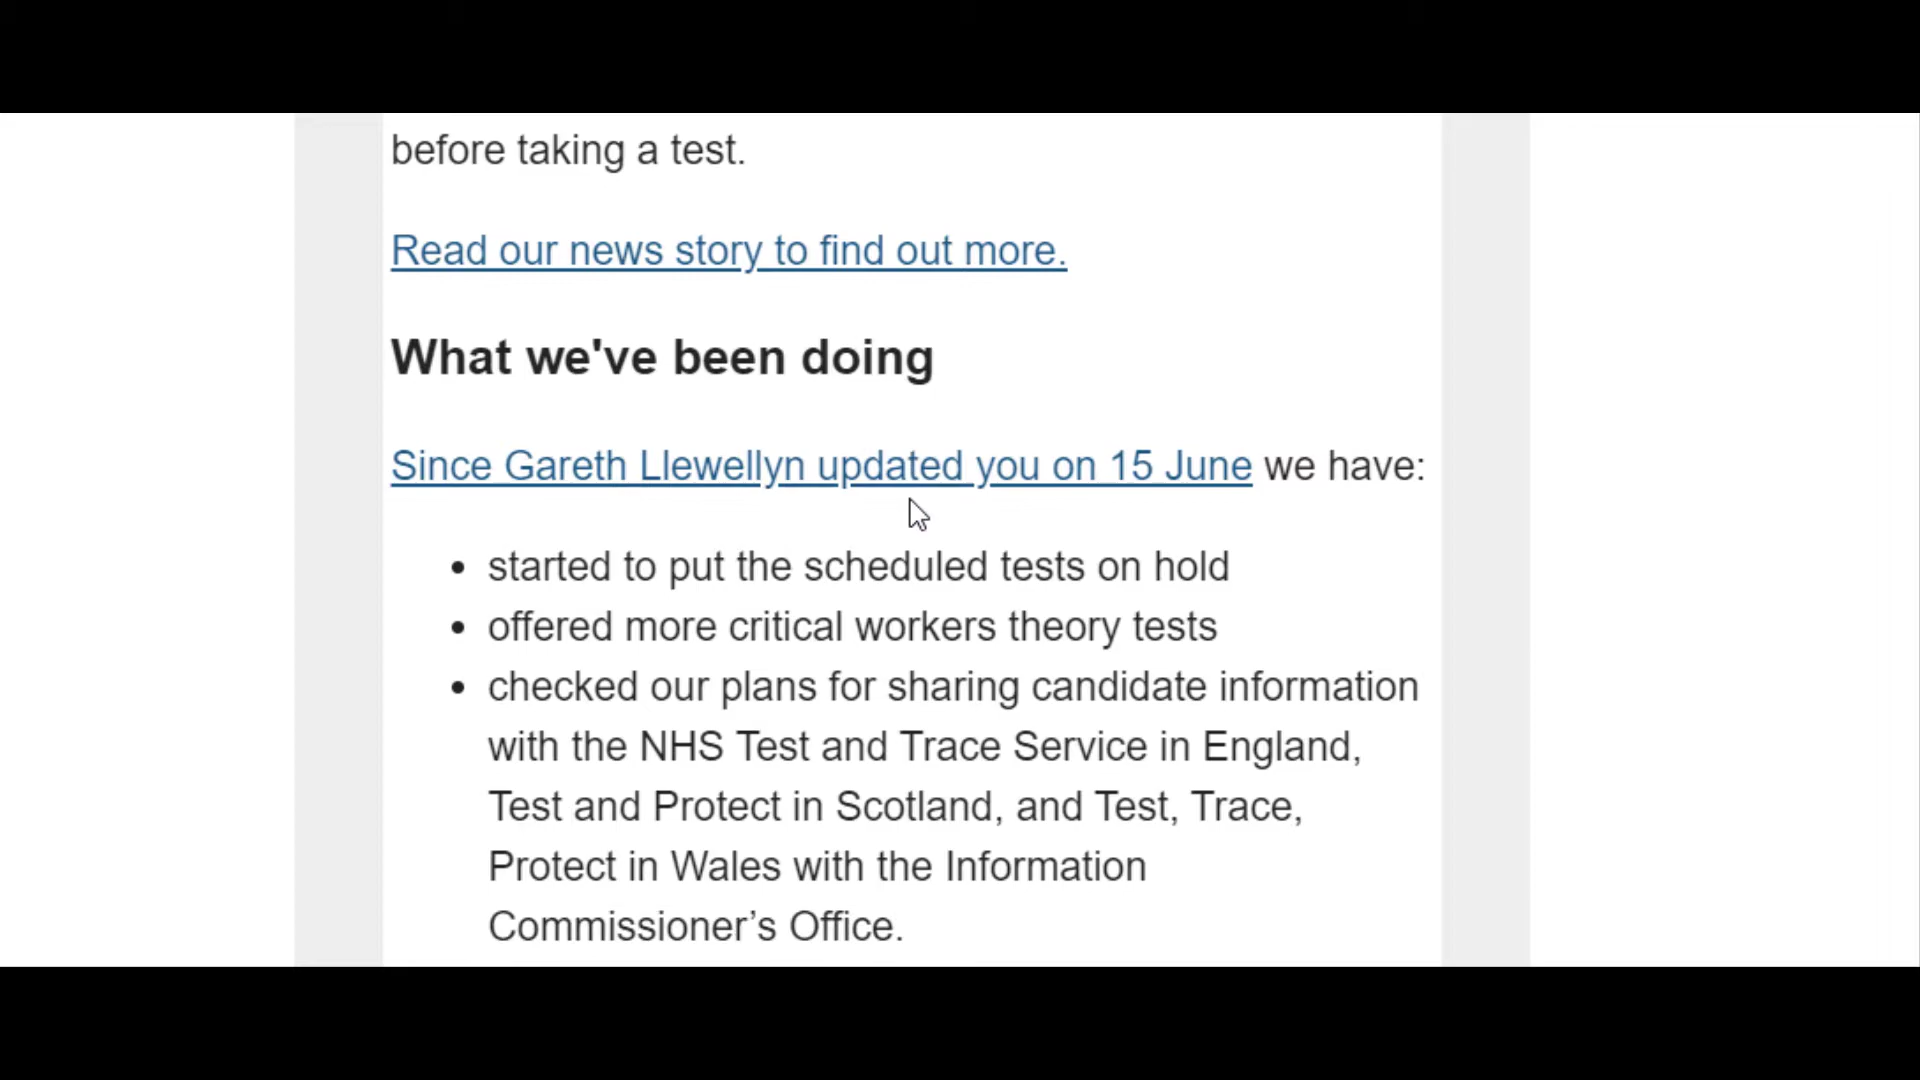 before taking a test.
Read our news story to find out more.
What we've been doing
Since Gareth Llewellyn updated you on 15 June we have:
• started to put the scheduled tests on hold
• offered more critical workers theory tests
• checked our plans for sharing candidate information
with the NHS Test and Trace Service in England,
Test and Protect in Scotland, and Test, Trace,
Protect in Wales with the Information
Commissioner’s Office.